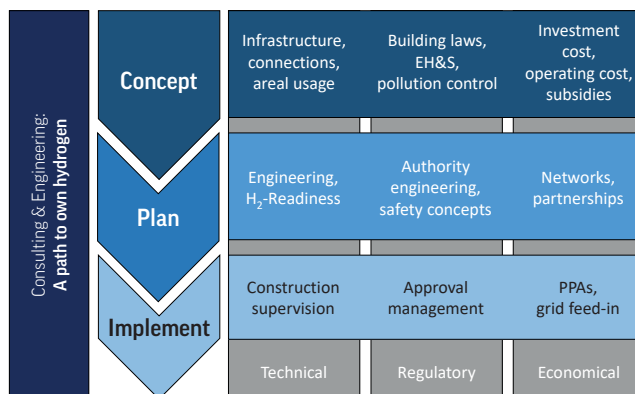 Consulting & Engineering:
A path to own hydrogen
Concept
Infrastructure,
connections,
areal usage
Building laws,
EH&S,
pollution control
Investment
cost,
operating cost,
subsidies
Plan
Engineering,
H₂-Readiness
Authority
engineering,
safety concepts
Networks,
partnerships
Implement
Construction
supervision
Approval
management
PPAs,
grid feed-in
Technical
Regulatory
Economical